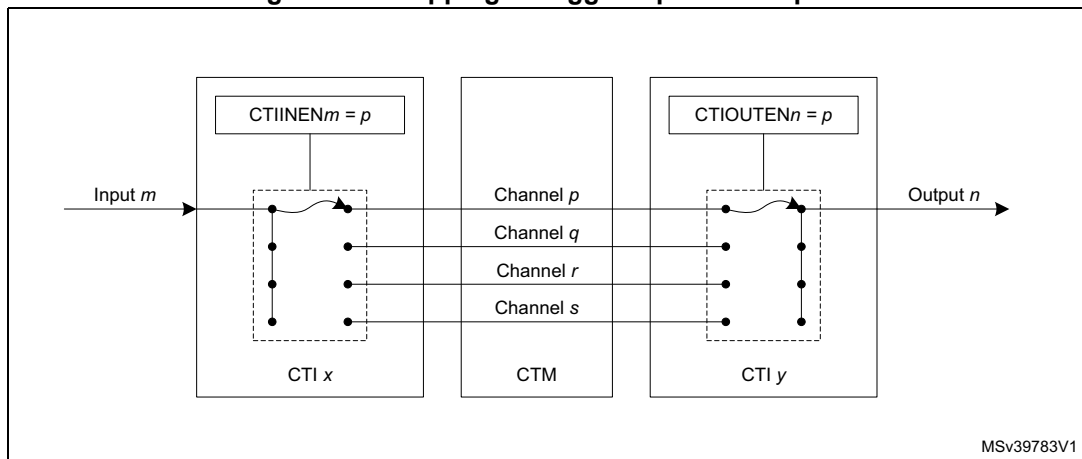 CTIINENm = p
CTIOUTENn = p
Input m
Channel p
Output n
Channel q
Channel r
Channel s
CTI x
CTM
CTI y
MSv39783V1